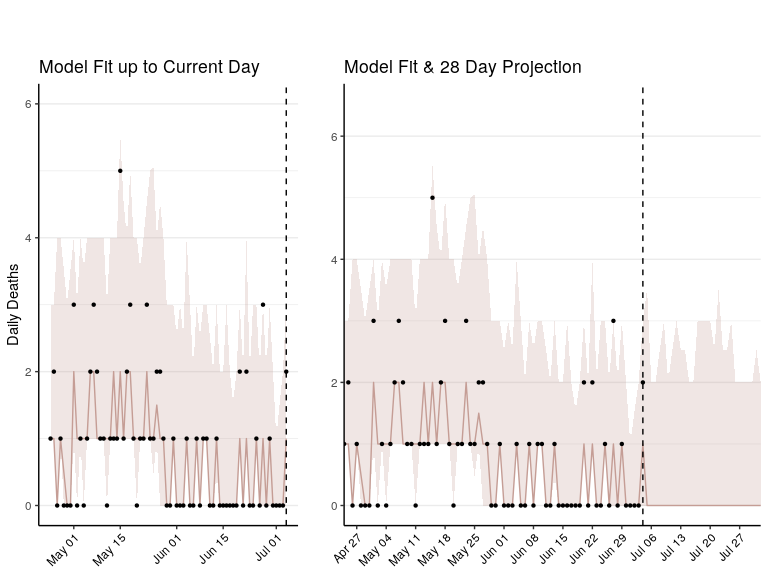 Model Fit up to Current Day
Model Fit & 28 Day Projection
Daily Deaths
6
4
2
0
May 01
May 15
Jun 01
Jun 15
Jul 01
6
4
2
0
Apr 27
May 04
May 11
May 18
May 25
Jun 01
Jun 08
Jun 15
Jun 22
Jun 29
Jul 06
Jul 13
Jul 20
Jul 27